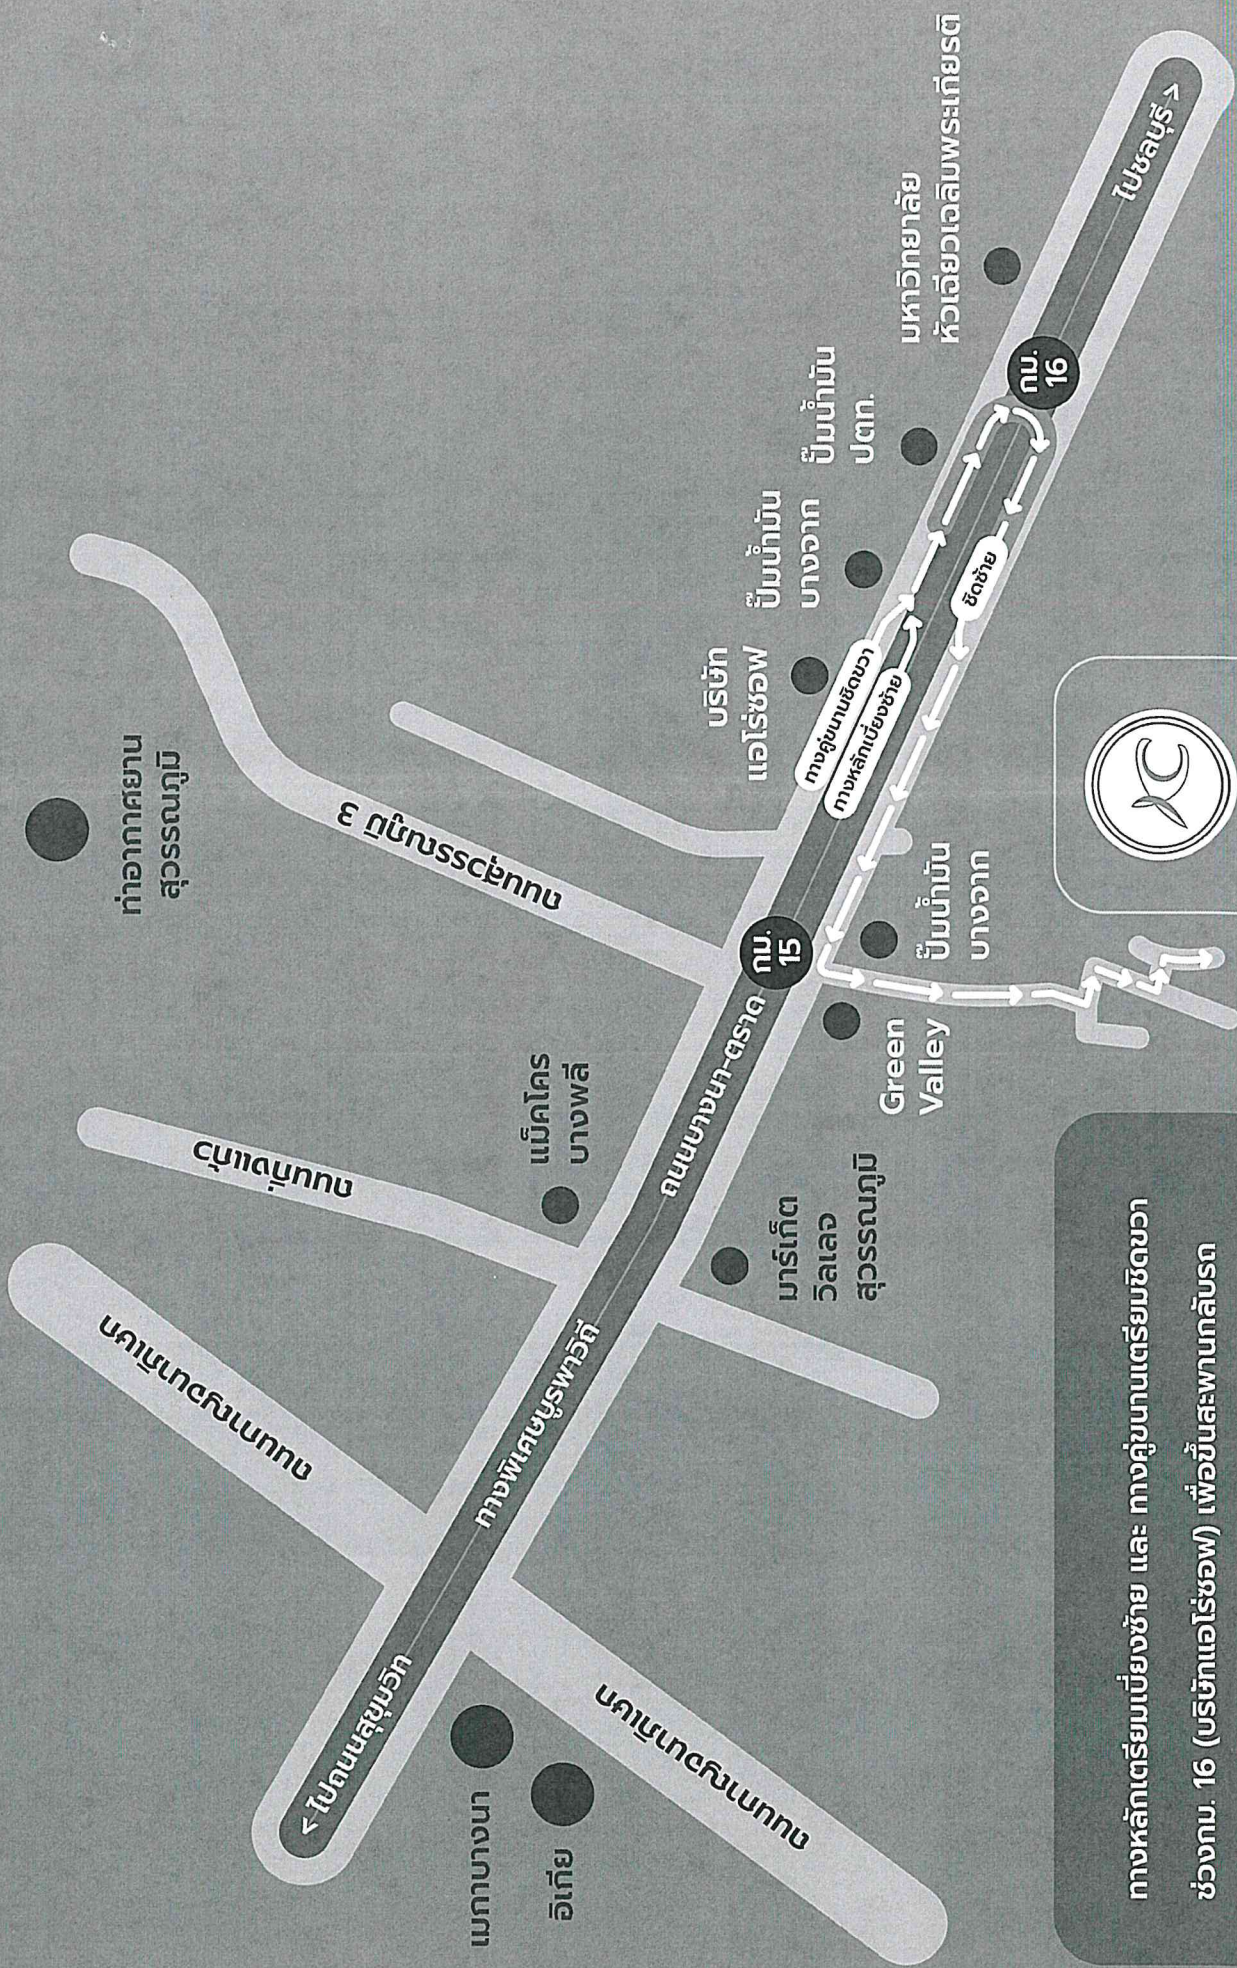 ท่าอากาศยาน
สุวรรณภูมิ
ถนนกาญจนาภิเษก
ถนนกิ่งแก้ว
ถนนสุวรรณภูมิ 3
แม็คโคร
บางพลี
บริษัท
แอโร่ซอฟ
ปั๊มน้ำมัน
บางจาก
ปั๊มน้ำมัน
ปตท.
มหาวิทยาลัย
หัวเฉียวเฉลิมพระเกียรติ
< ไปถนนสุขุมวิท
ทางพิเศษบูรพาวิถี
ถนนบางนา-ตราด
กม.
15
ทางคู่ขนานชิดขวา
ทางหลักเบี่ยงซ้าย
ชิดซ้าย
กม.
16
ไปชลบุรี >
เมกาบางนา
อิเกีย
ถนนกาญจนาภิเษก
มาร์เก็ต
วิลเลจ
สุวรรณภูมิ
Green
Valley
ปั๊มน้ำมัน
บางจาก
ทางหลักเตรียมเบี่ยงซ้าย และ ทางคู่ขนานเตรียมชิดขวา
ช่วงกม. 16 (บริษัทแอโร่ซอฟ) เพื่อขึ้นสะพานกลับรถ